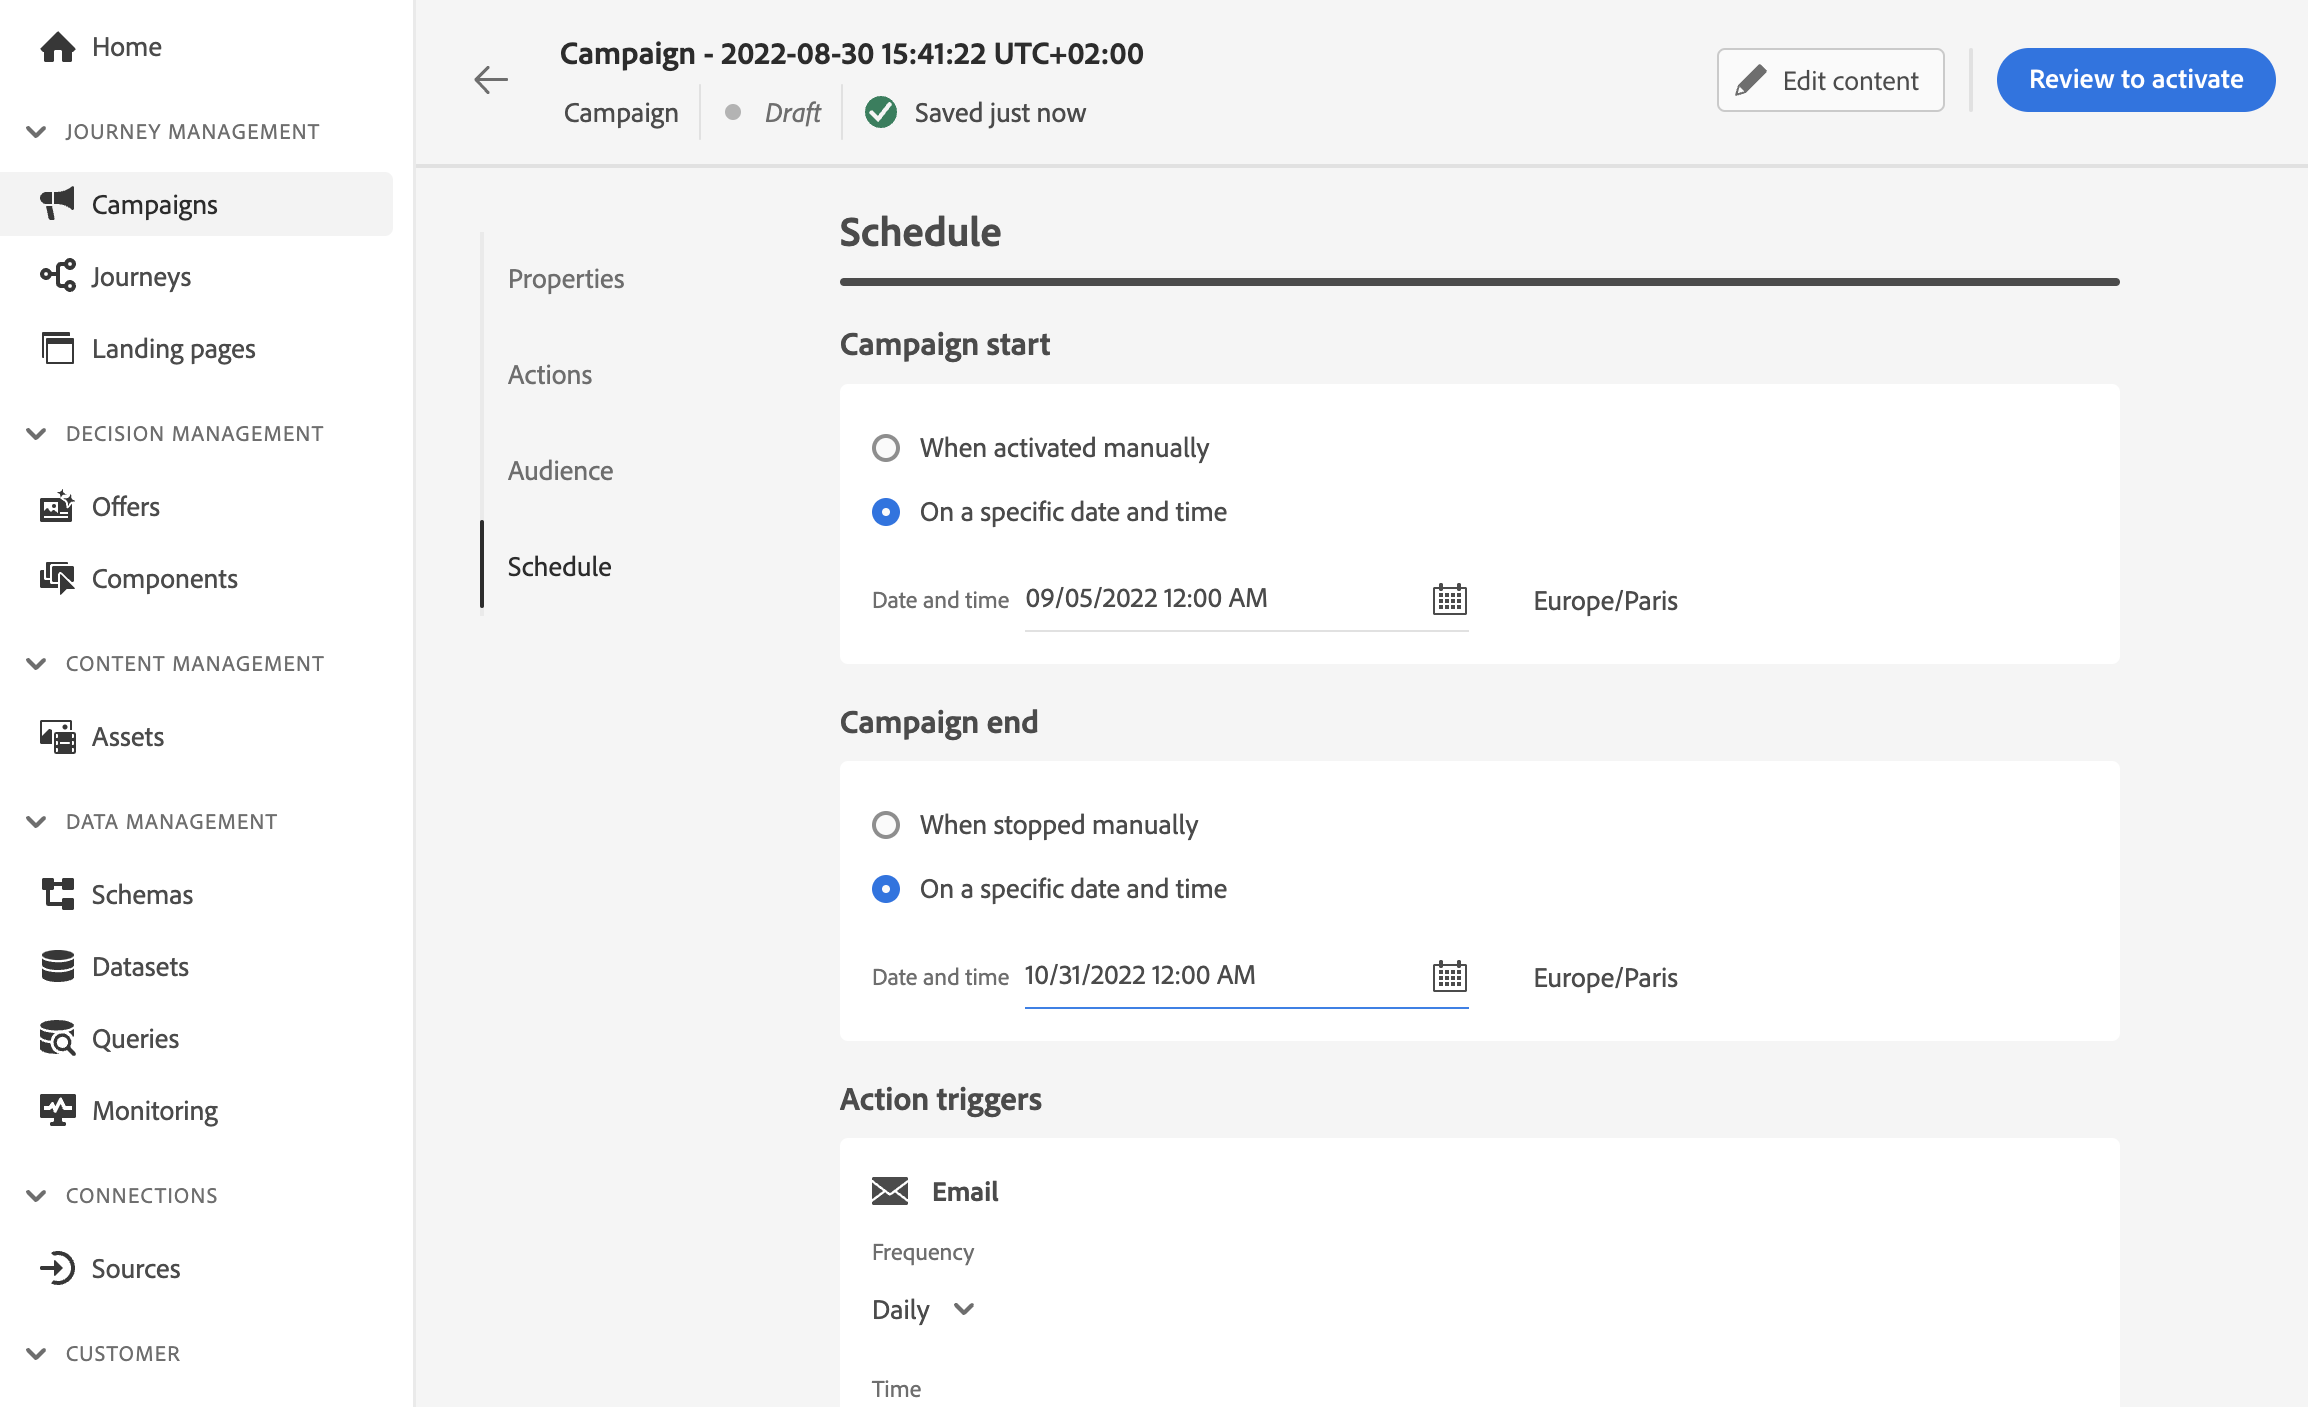 Home
JOURNEY MANAGEMENT
Campaigns
Journeys
Landing pages
DECISION MANAGEMENT
Offers
Components
CONTENT MANAGEMENT
Assets
DATA MANAGEMENT
Schemas
Datasets
Queries
Monitoring
CONNECTIONS
Sources
CUSTOMER
Campaign - 2022-08-30 15:41:22 UTC+02:00
Campaign Draft Saved just now
Edit content
Review to activate
Properties
Actions
Audience
Schedule
Schedule
Campaign start
When activated manually
On a specific date and time
Date and time 09/05/2022 12:00 AM Europe/Paris
Campaign end
When stopped manually
On a specific date and time
Date and time 10/31/2022 12:00 AM Europe/Paris
Action triggers
Email
Frequency
Daily
Time